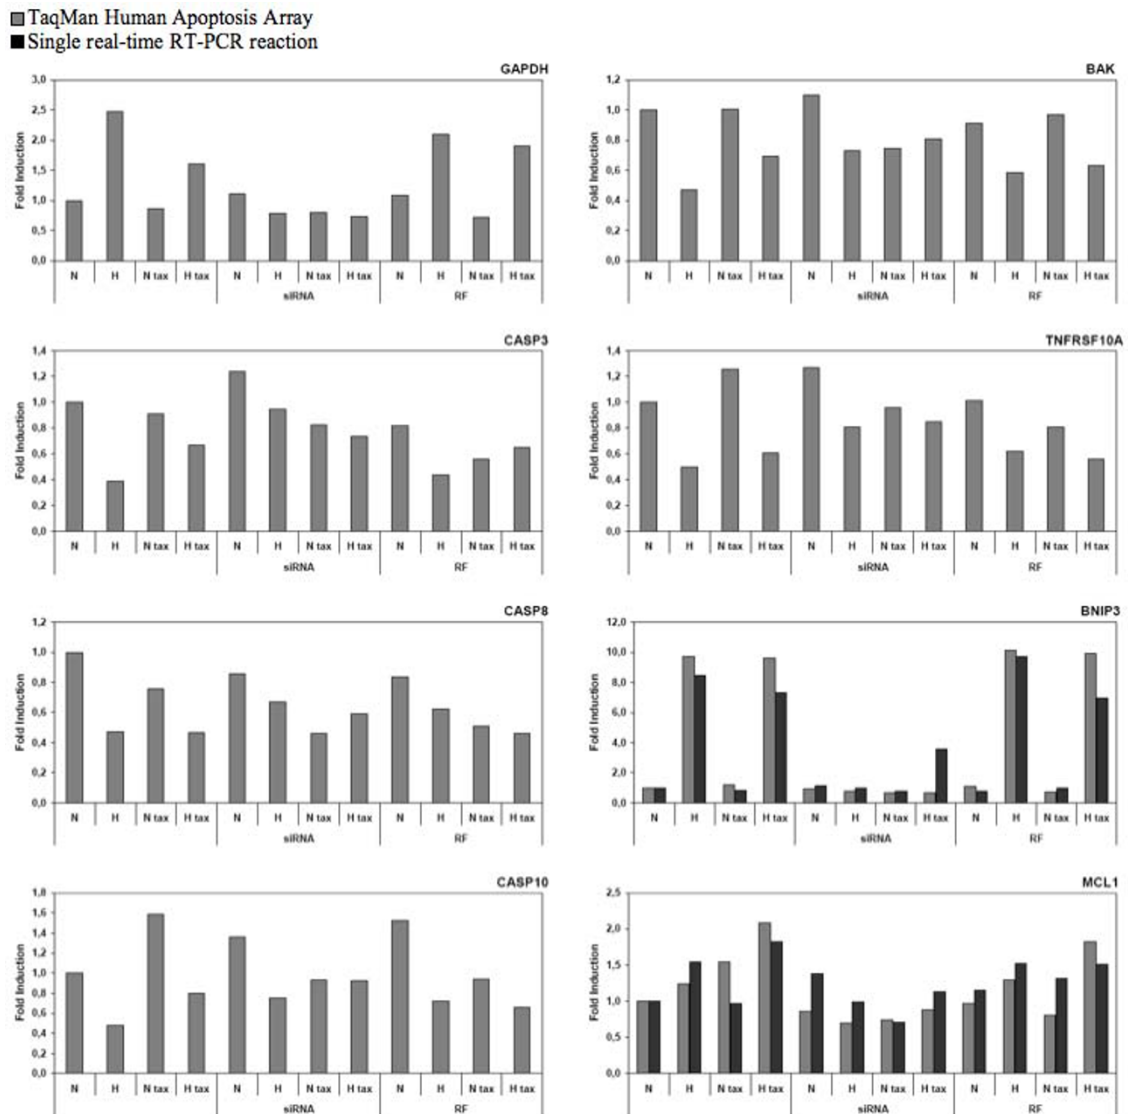 TaqMan Human Apoptosis Array
Single real-time RT-PCR reaction
GAPDH
Fold Induction
3,0
2,5
2,0
1,5
1,0
0,5
0,0
N H N tax H tax N H N tax H tax N H N tax H tax
siRNA RF
BAK
Fold Induction
1,2
1,0
0,8
0,6
0,4
0,2
0,0
N H N tax H tax N H N tax H tax N H N tax H tax
siRNA RF
CASP3
Fold Induction
1,4
1,2
1,0
0,8
0,6
0,4
0,2
0,0
N H N tax H tax N H N tax H tax N H N tax H tax
siRNA RF
TNFRSF10A
Fold Induction
1,4
1,2
1,0
0,8
0,6
0,4
0,2
0,0
N H N tax H tax N H N tax H tax N H N tax H tax
siRNA RF
CASP8
Fold Induction
1,2
1,0
0,8
0,6
0,4
0,2
0,0
N H N tax H tax N H N tax H tax N H N tax H tax
siRNA RF
BNIP3
Fold Induction
12,0
10,0
8,0
6,0
4,0
2,0
0,0
N H N tax H tax N H N tax H tax N H N tax H tax
siRNA RF
CASP10
Fold Induction
1,8
1,6
1,4
1,2
1,0
0,8
0,6
0,4
0,2
0,0
N H N tax H tax N H N tax H tax N H N tax H tax
siRNA RF
MCL1
Fold Induction
2,5
2,0
1,5
1,0
0,5
0,0
N H N tax H tax N H N tax H tax N H N tax H tax
siRNA RF